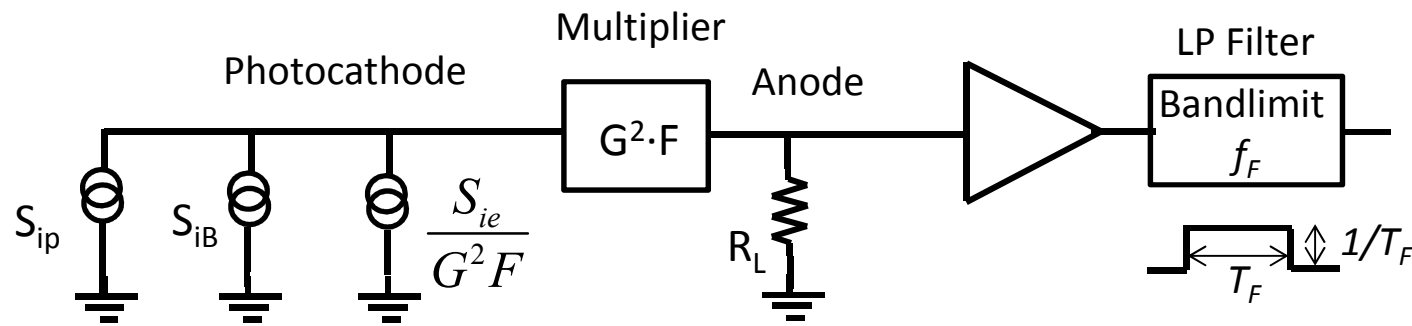 Multiplier
LP Filter
Photocathode
Anode
Bandlimit
f_F
G²·F
S_ip
S_iB
S_ie
G²F
R_L
1/T_F
T_F